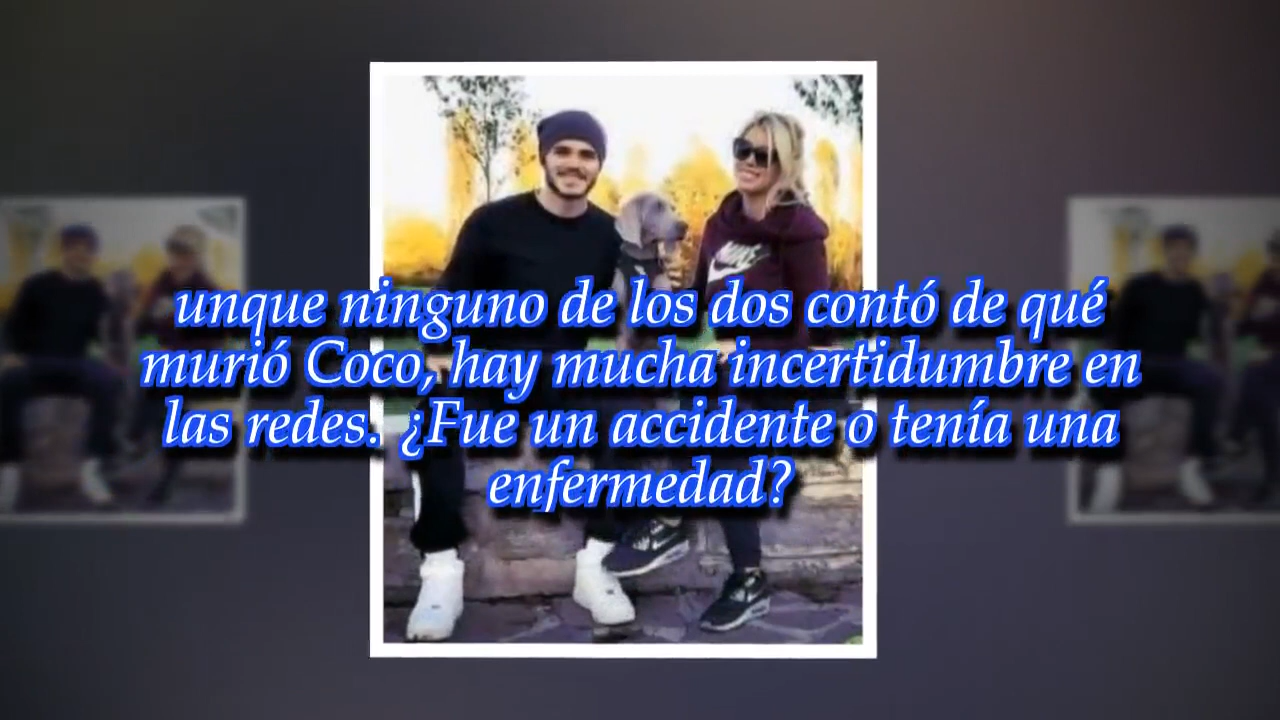 NIKE
unque ninguno de los dos contó de qué
murió Coco, hay mucha incertidumbre en
las redes. ¿Fue un accidente o tenía una
enfermedad?